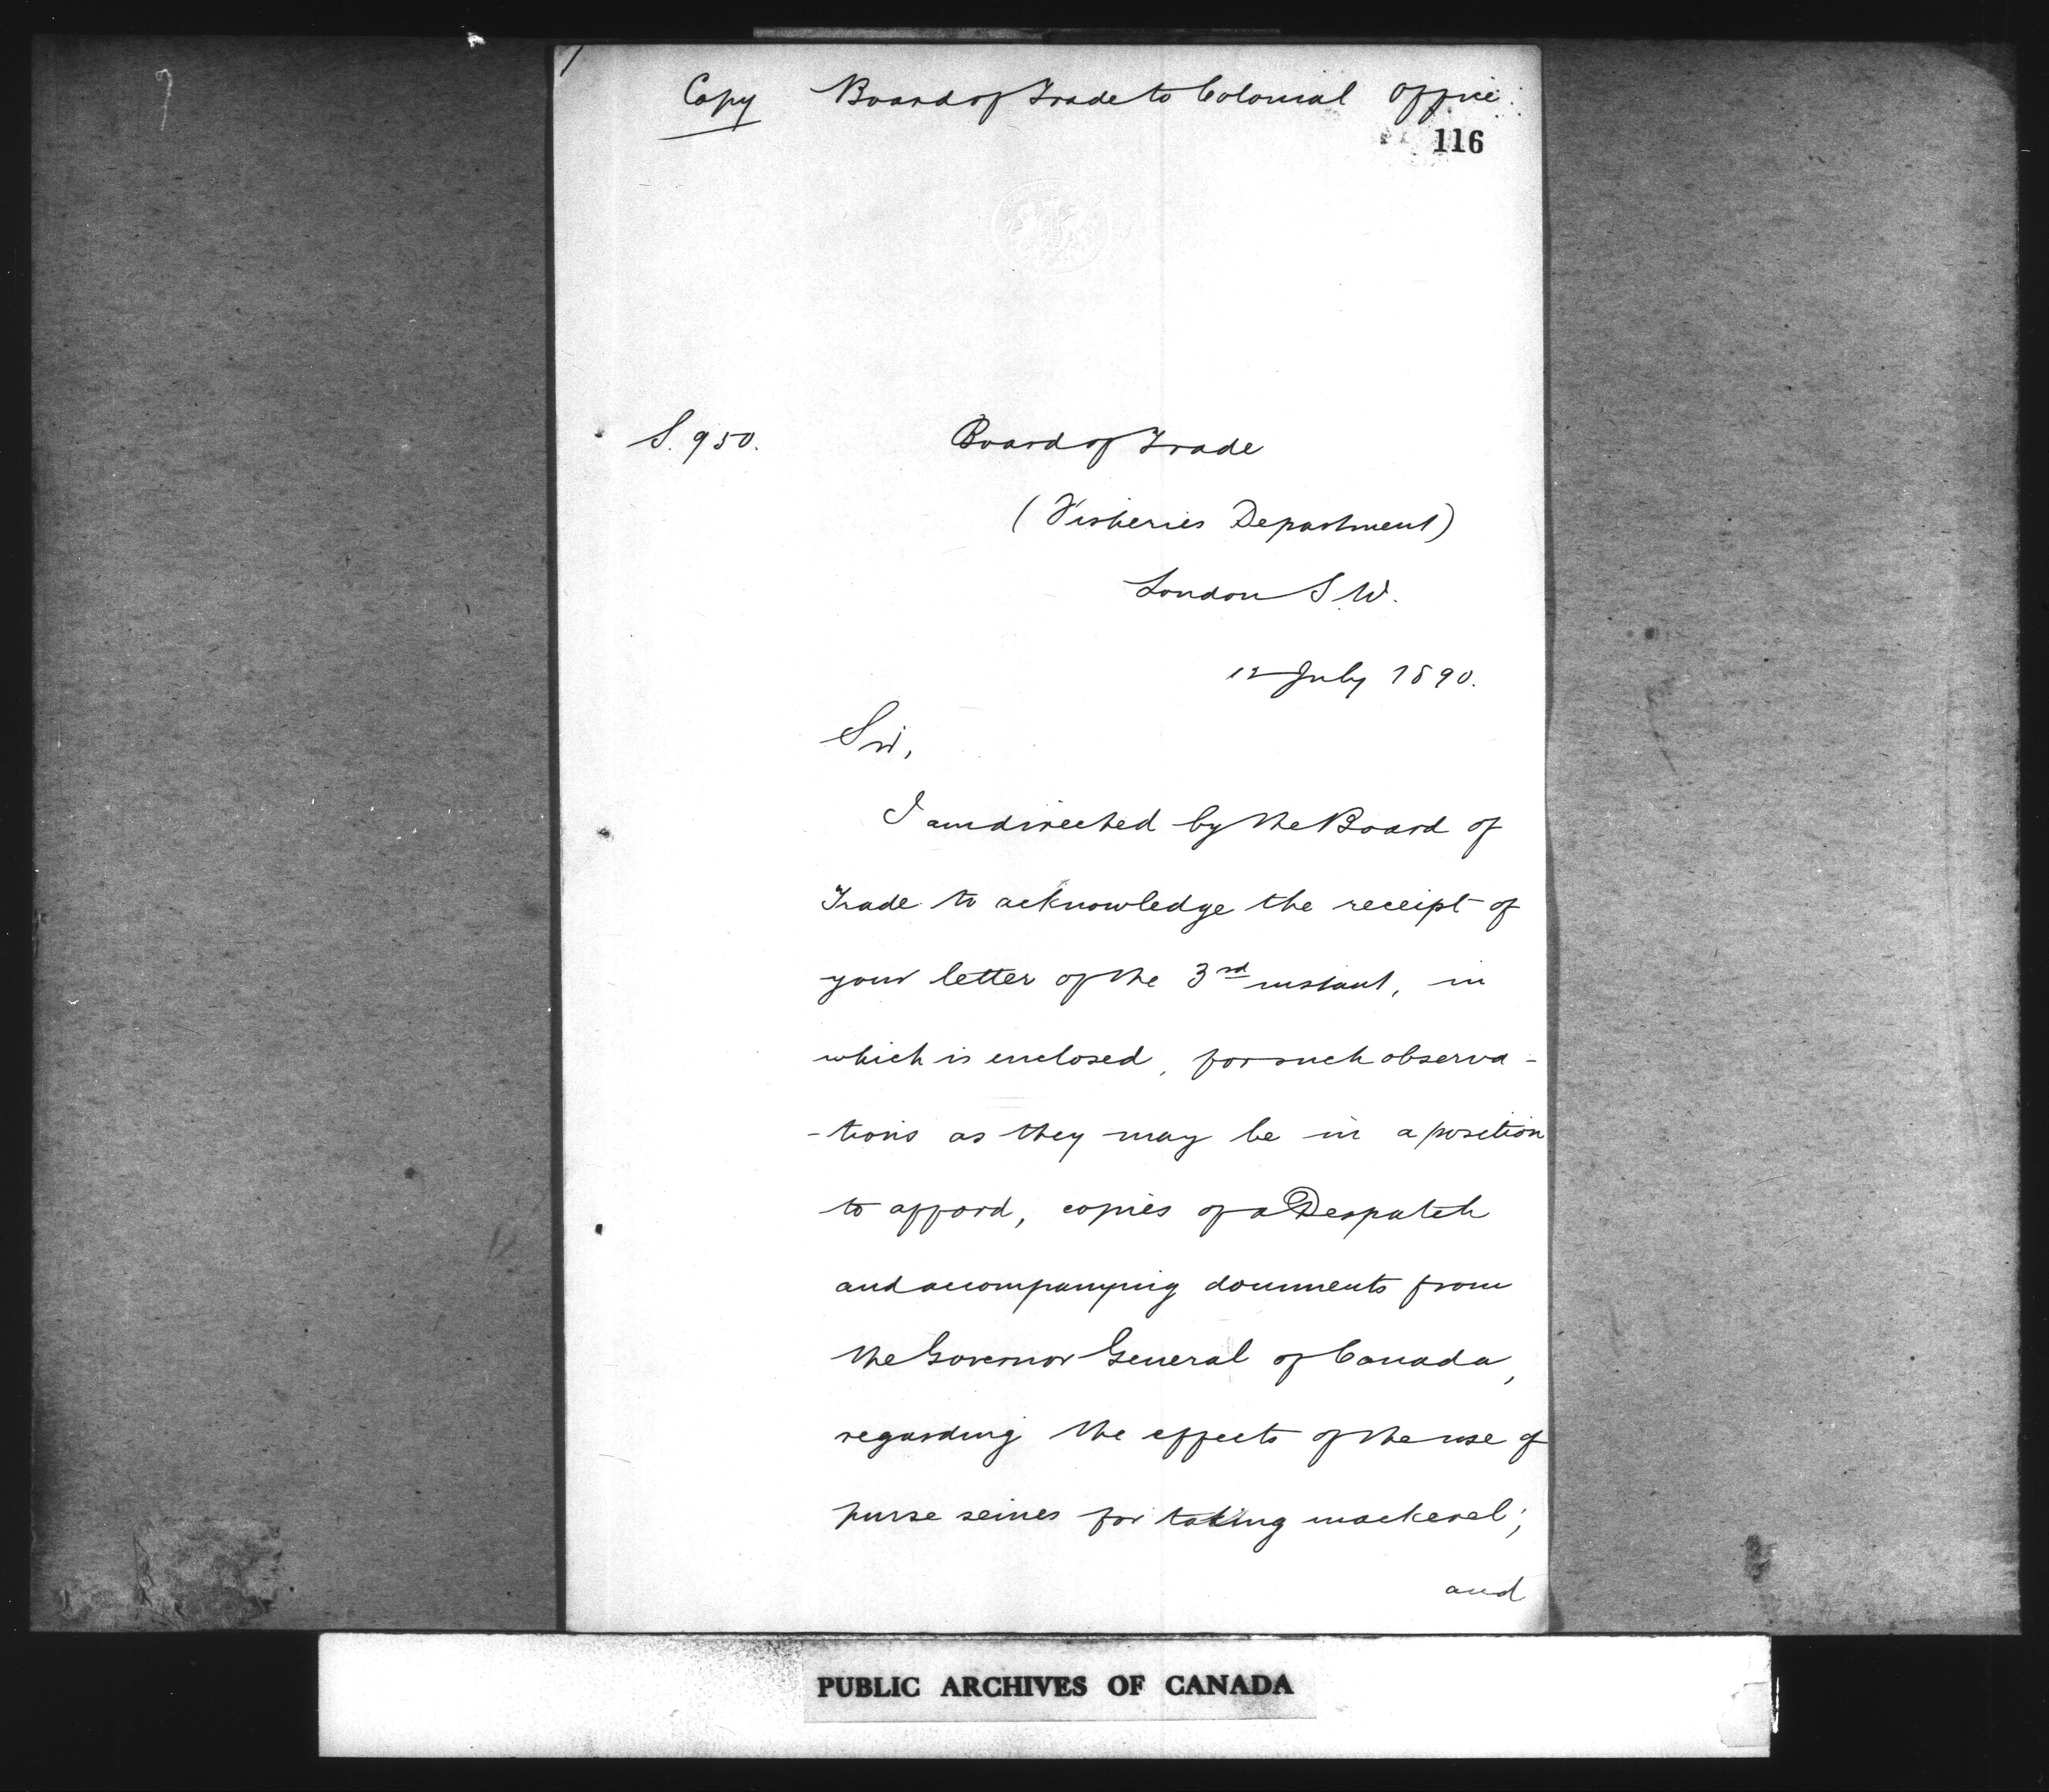 Copy Board of Trade to Colonial Office.
116
S. 950. Board of Trade
(Fisheries Department)
London S.W.
12 July 1890.
Sir,
I am directed by the Board of
Trade to acknowledge the receipt of
your letter of the 3rd instant, in
which is enclosed, for such observa-
-tions as they may be in a position
to afford, copies of a Despatch
and accompanying documents from
the Governor General of Canada,
regarding the effects of the use of
purse seines for taking mackerel;
and
PUBLIC ARCHIVES OF CANADA